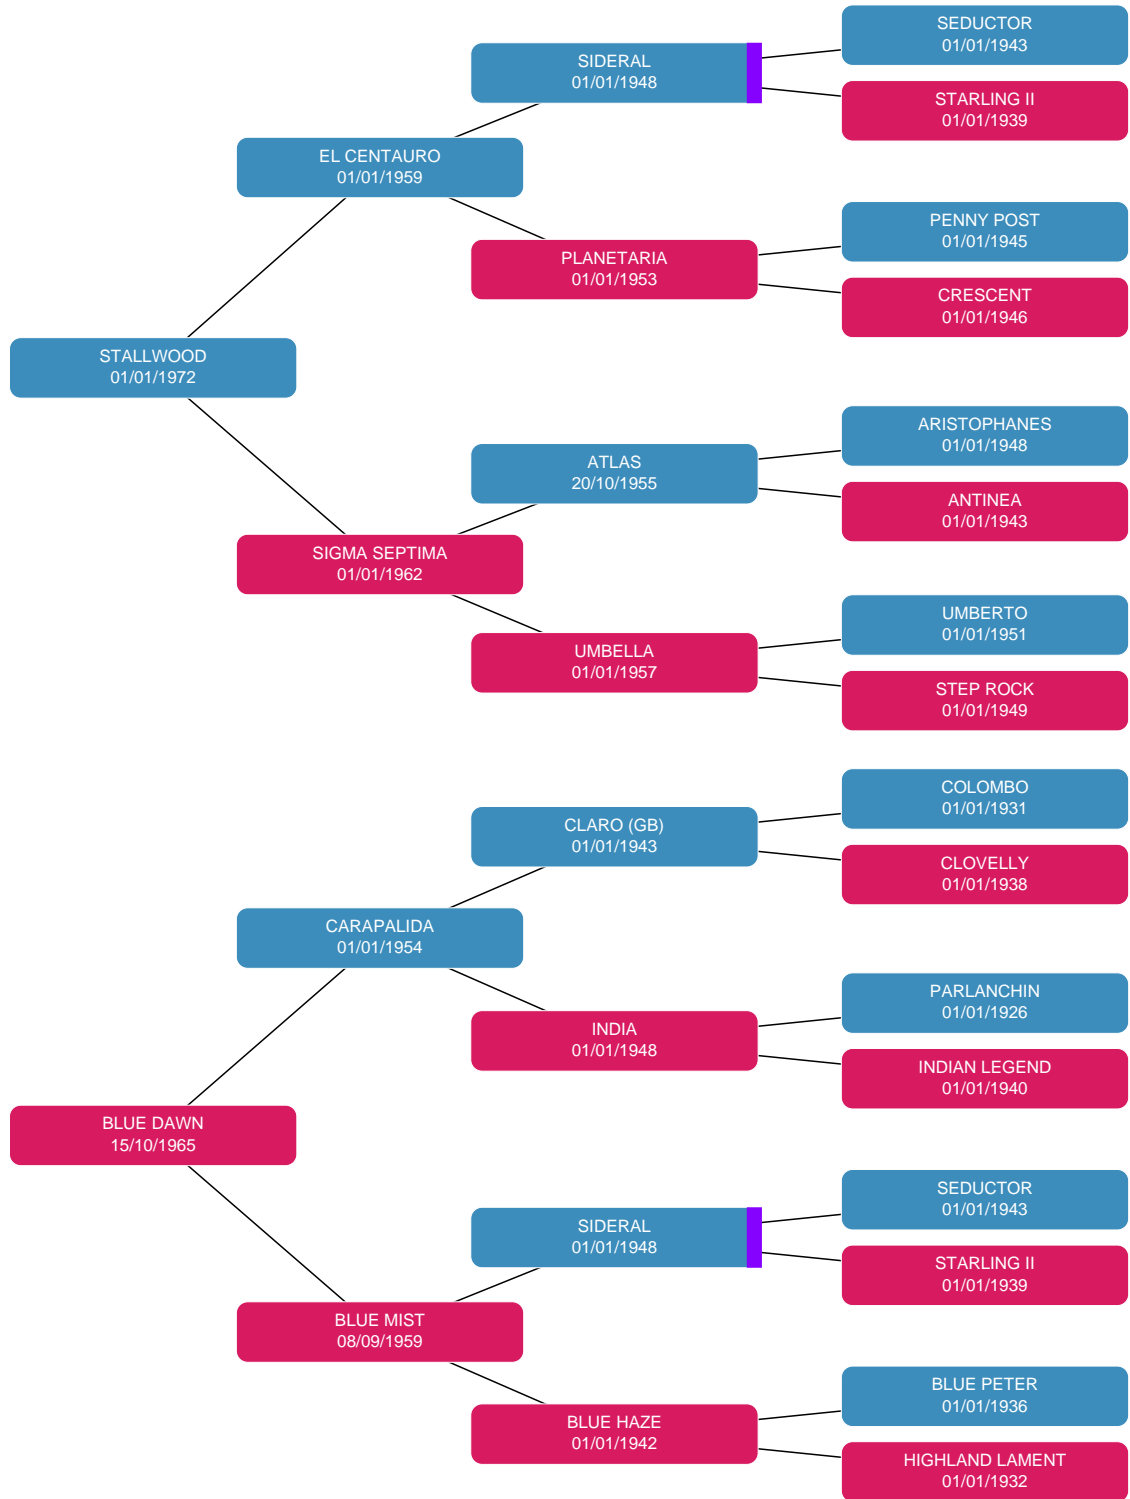 SEDUCTOR
01/01/1943
SIDERAL
01/01/1948
STARLING II
01/01/1939
EL CENTAURO
01/01/1959
PENNY POST
01/01/1945
PLANETARIA
01/01/1953
CRESCENT
01/01/1946
STALLWOOD
01/01/1972
ARISTOPHANES
01/01/1948
ATLAS
20/10/1955
ANTINEA
01/01/1943
SIGMA SEPTIMA
01/01/1962
UMBERTO
01/01/1951
UMBELLA
01/01/1957
STEP ROCK
01/01/1949
COLOMBO
01/01/1931
CLARO (GB)
01/01/1943
CLOVELLY
01/01/1938
CARAPALIDA
01/01/1954
PARLANCHIN
01/01/1926
INDIA
01/01/1948
INDIAN LEGEND
01/01/1940
BLUE DAWN
15/10/1965
SEDUCTOR
01/01/1943
SIDERAL
01/01/1948
STARLING II
01/01/1939
BLUE MIST
08/09/1959
BLUE PETER
01/01/1936
BLUE HAZE
01/01/1942
HIGHLAND LAMENT
01/01/1932